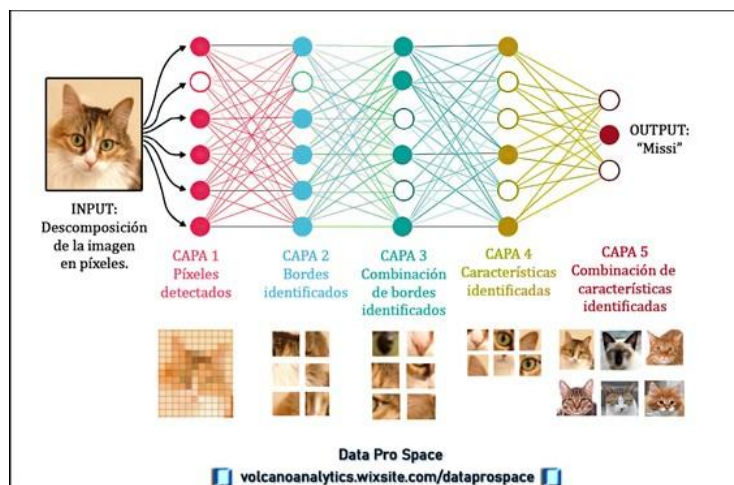 INPUT:
Descomposición
de la imagen
en píxeles.
OUTPUT:
“Missi”
CAPA 1
Píxeles
detectados
CAPA 2
Bordes
identificados
CAPA 3
Combinación
de bordes
identificados
CAPA 4
Características
identificadas
CAPA 5
Combinación de
características
identificadas
Data Pro Space
volcanoanalytics.wixsite.com/dataprospace